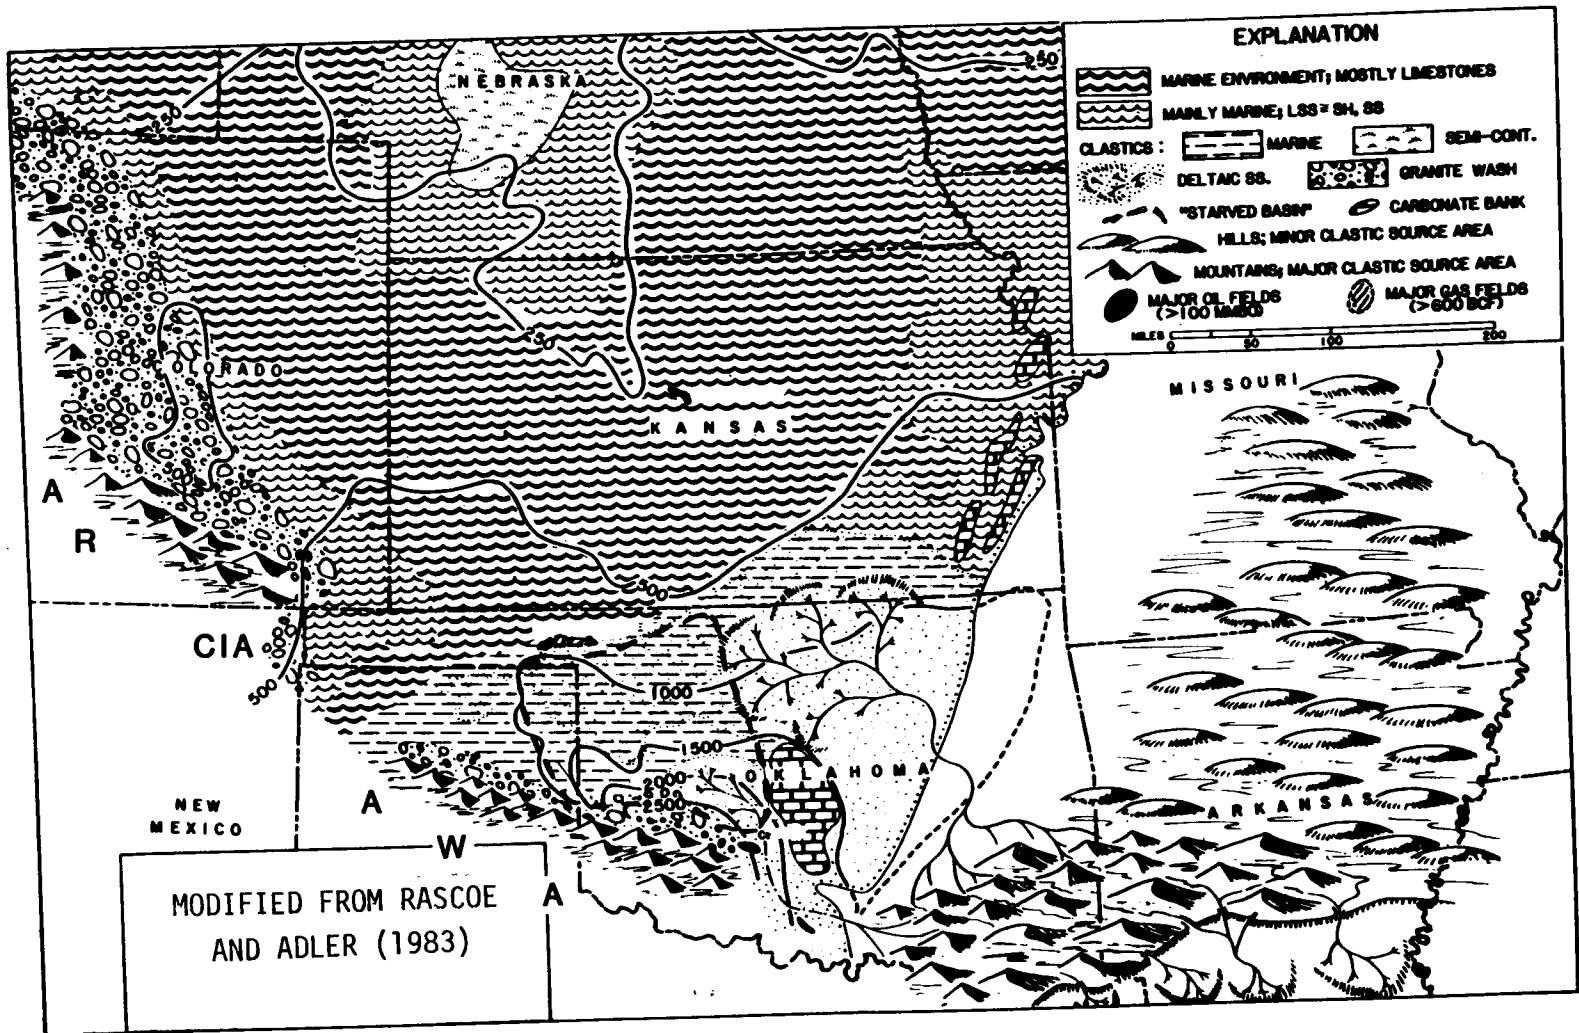 EXPLANATION
MARINE ENVIRONMENT; MOSTLY LIMESTONES
MAINLY MARINE; LSS ≅ SH, SS
CLASTICS : MARINE SEMI-CONT.
DELTAIC SS. GRANITE WASH
"STARVED BASIN" CARBONATE BANK
HILLS; MINOR CLASTIC SOURCE AREA
MOUNTAINS; MAJOR CLASTIC SOURCE AREA
MAJOR OIL FIELDS
(>100 MMBO)
MAJOR GAS FIELDS
(>600 BCF)
MILES 0 50 100 200
NEBRASKA
250
250
COLORADO
250
KANSAS
MISSOURI
A
R
500
CIA
500
1000
1500
OKLAHOMA
2000
2500
ARKANSAS
NEW
MEXICO
A
W
A
MODIFIED FROM RASCOE
AND ADLER (1983)